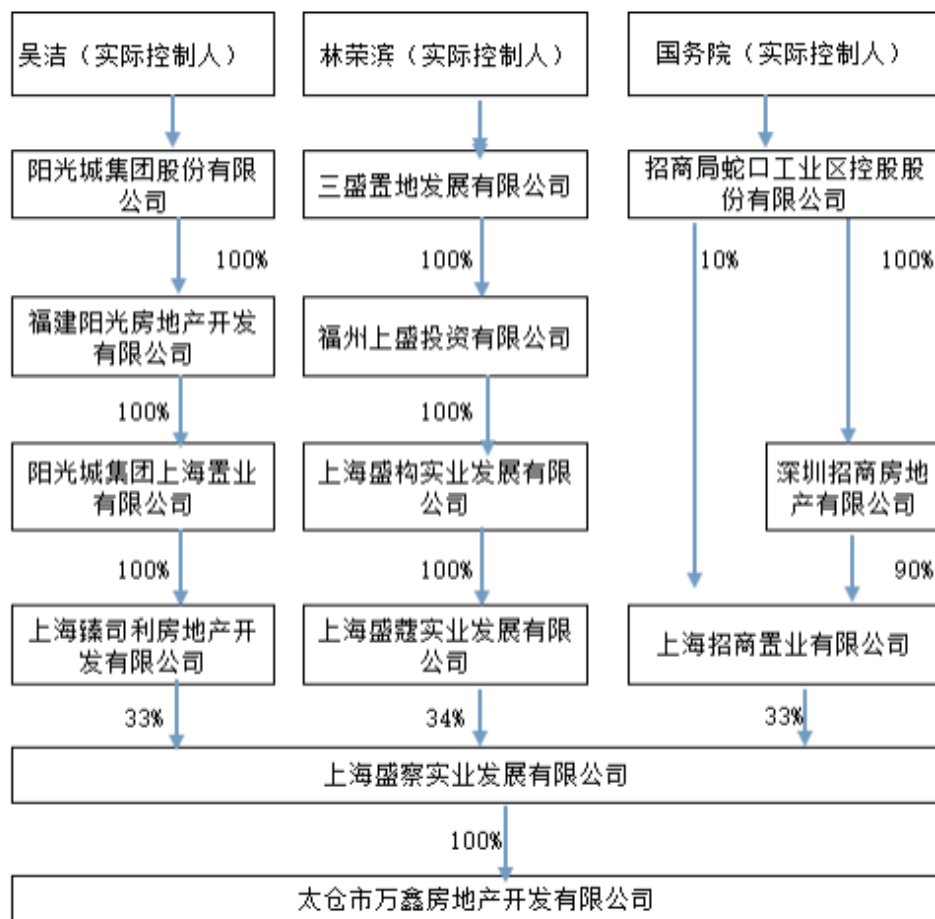 吴洁（实际控制人）
林荣滨（实际控制人）
国务院（实际控制人）
阳光城集团股份有限
公司
三盛置地发展有限公司
招商局蛇口工业区控股股
份有限公司
100%
100%
10%
100%
福建阳光房地产开发
有限公司
福州上盛投资有限公司
100%
100%
阳光城集团上海置业
有限公司
上海盛构实业发展有限
公司
深圳招商房地
产有限公司
100%
100%
90%
上海臻司利房地产开
发有限公司
上海盛蔻实业发展有限
公司
上海招商置业有限公司
33%
34%
33%
上海盛察实业发展有限公司
100%
太仓市万鑫房地产开发有限公司